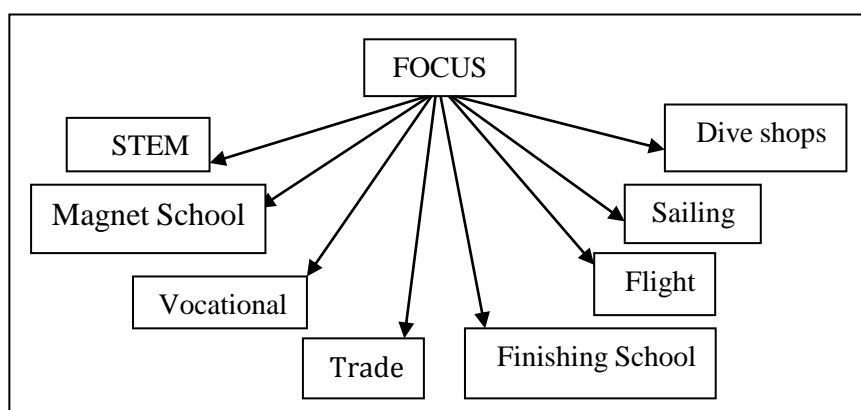 FOCUS
STEM
Dive shops
Magnet School
Sailing
Vocational
Flight
Trade
Finishing School